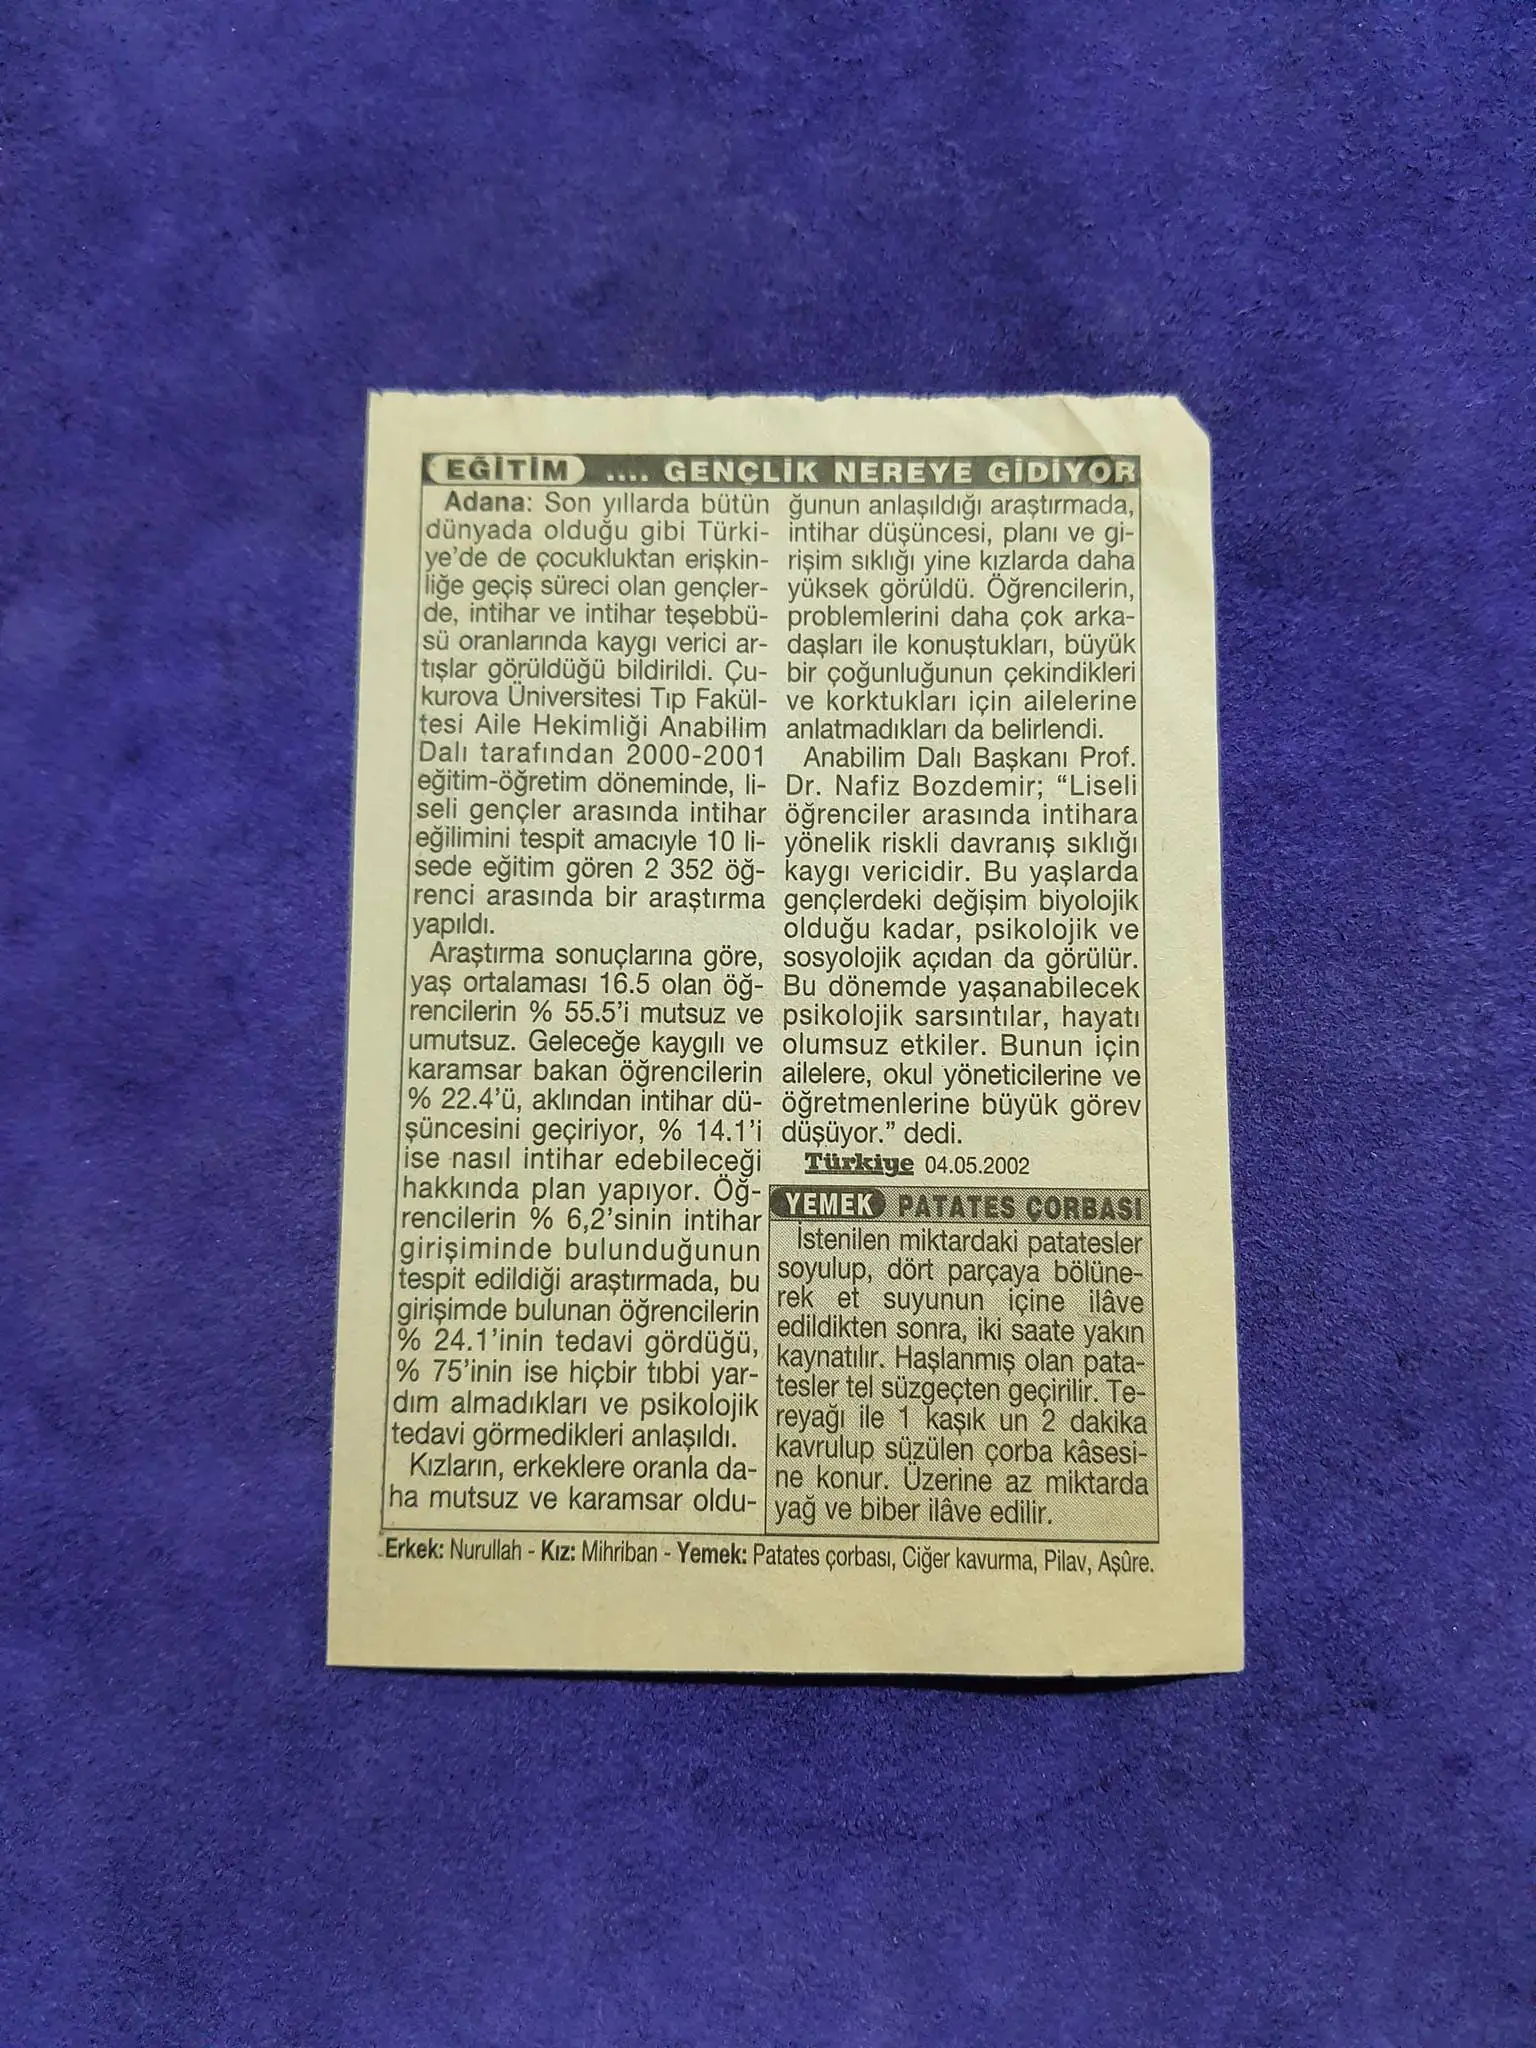 EĞİTİM .... GENÇLİK NEREYE GİDİYOR
Adana: Son yıllarda bütün
dünyada olduğu gibi Türki-
ye'de de çocukluktan erişkin-
liğe geçiş süreci olan gençler-
de, intihar ve intihar teşebbü-
sü oranlarında kaygı verici ar-
tışlar görüldüğü bildirildi. Çu-
kurova Üniversitesi Tıp Fakül-
tesi Aile Hekimliği Anabilim
Dalı tarafından 2000-2001
eğitim-öğretim döneminde, li-
seli gençler arasında intihar
eğilimini tespit amacıyle 10 li-
sede eğitim gören 2 352 öğ-
renci arasında bir araştırma
yapıldı.
Araştırma sonuçlarına göre,
yaş ortalaması 16.5 olan öğ-
rencilerin % 55.5'i mutsuz ve
umutsuz. Geleceğe kaygılı ve
karamsar bakan öğrencilerin
% 22.4'ü, aklından intihar dü-
şüncesini geçiriyor, % 14.1'i
ise nasıl intihar edebileceği
hakkında plan yapıyor. Öğ-
rencilerin % 6,2'sinin intihar
girişiminde bulunduğunun
tespit edildiği araştırmada, bu
girişimde bulunan öğrencilerin
% 24.1'inin tedavi gördüğü,
% 75'inin ise hiçbir tıbbi yar-
dım almadıkları ve psikolojik
tedavi görmedikleri anlaşıldı.
Kızların, erkeklere oranla da-
ha mutsuz ve karamsar oldu-
ğunun anlaşıldığı araştırmada,
intihar düşüncesi, planı ve gi-
rişim sıklığı yine kızlarda daha
yüksek görüldü. Öğrencilerin,
problemlerini daha çok arka-
daşları ile konuştukları, büyük
bir çoğunluğunun çekindikleri
ve korktukları için ailelerine
anlatmadıkları da belirlendi.
Anabilim Dalı Başkanı Prof.
Dr. Nafiz Bozdemir; “Liseli
öğrenciler arasında intihara
yönelik riskli davranış sıklığı
kaygı vericidir. Bu yaşlarda
gençlerdeki değişim biyolojik
olduğu kadar, psikolojik ve
sosyolojik açıdan da görülür.
Bu dönemde yaşanabilecek
psikolojik sarsıntılar, hayatı
olumsuz etkiler. Bunun için
ailelere, okul yöneticilerine ve
öğretmenlerine büyük görev
düşüyor.” dedi.
Türkiye 04.05.2002
YEMEK PATATES ÇORBASI
İstenilen miktardaki patatesler
soyulup, dört parçaya bölüne-
rek et suyunun içine ilâve
edildikten sonra, iki saate yakın
kaynatılır. Haşlanmış olan pata-
tesler tel süzgeçten geçirilir. Te-
reyağı ile 1 kaşık un 2 dakika
kavrulup süzülen çorba kâsesi-
ne konur. Üzerine az miktarda
yağ ve biber ilâve edilir.
Erkek: Nurullah - Kız: Mihriban - Yemek: Patates çorbası, Ciğer kavurma, Pilav, Aşûre.